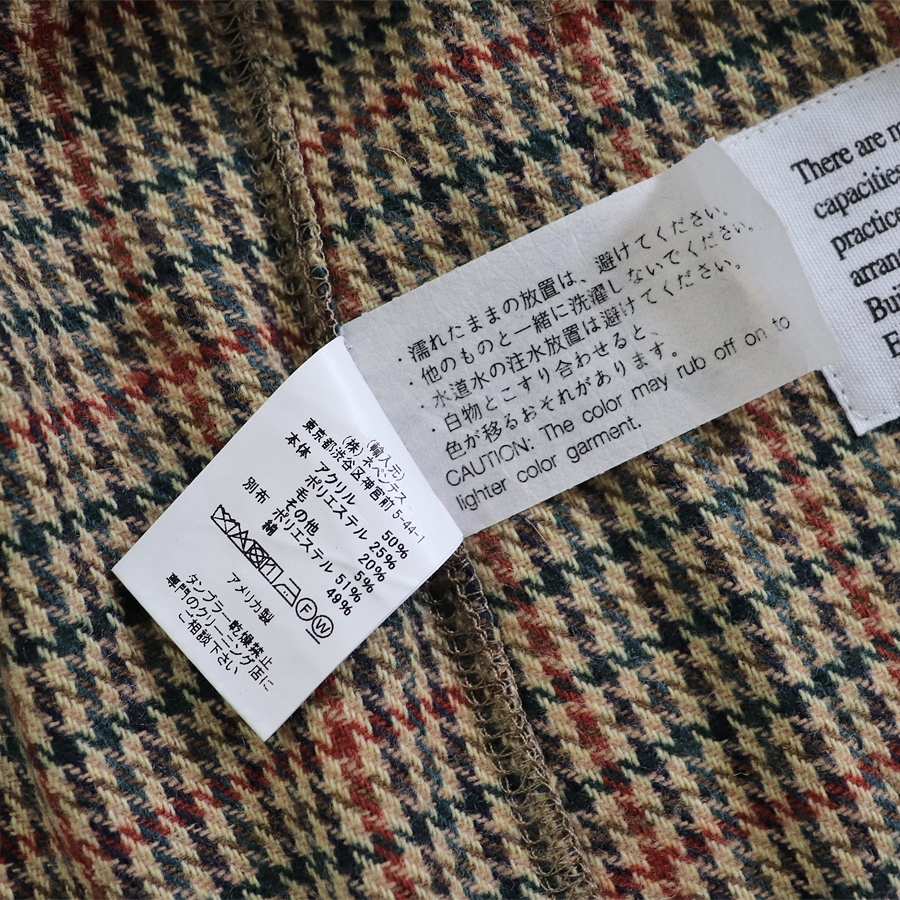 (輸入元)
(株) ネペンテス
東京都渋谷区神宮前 5-44-1
本体 アクリル 50%
ポリエステル 25%
毛 20%
その他 5%
別布 ポリエステル 51%
綿 49%
F W
アメリカ製
タンブラー乾燥禁止
専門のクリーニング店に
ご相談下さい
・濡れたままの放置は、避けてください。
・他のものと一緒に洗濯しないでください。
・水道水の注水放置は避けてください。
・白物とこすり合わせると、
色が移るおそれがあります。
CAUTION: The color may rub off on to
lighter color garment.
There are
capacities
practice
arran
Bui
E